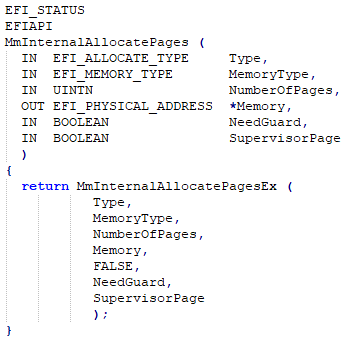 EFI_STATUS
EFIAPI
MmInternalAllocatePages (
  IN  EFI_ALLOCATE_TYPE     Type,
  IN  EFI_MEMORY_TYPE       MemoryType,
  IN  UINTN                 NumberOfPages,
  OUT EFI_PHYSICAL_ADDRESS  *Memory,
  IN  BOOLEAN               NeedGuard,
  IN  BOOLEAN               SupervisorPage
  )
{
  return MmInternalAllocatePagesEx (
           Type,
           MemoryType,
           NumberOfPages,
           Memory,
           FALSE,
           NeedGuard,
           SupervisorPage
           );
}